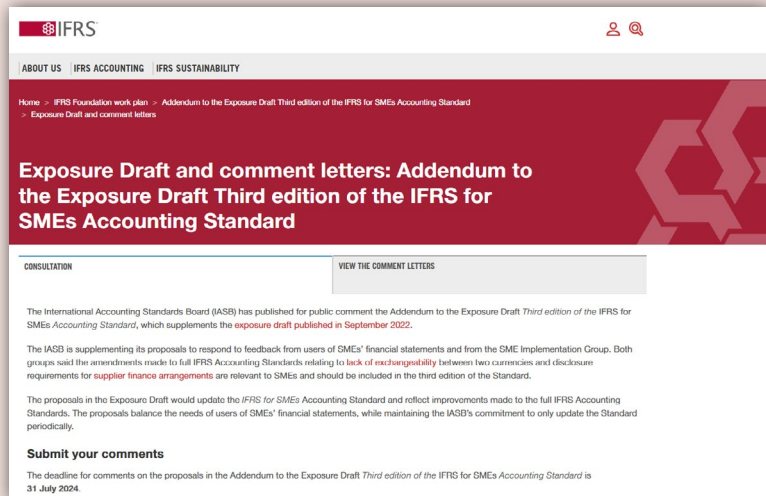 IFRS
ABOUT US IFRS ACCOUNTING IFRS SUSTAINABILITY
Home > IFRS Foundation work plan > Addendum to the Exposure Draft Third edition of the IFRS for SMEs Accounting Standard
> Exposure Draft and comment letters
Exposure Draft and comment letters: Addendum to
the Exposure Draft Third edition of the IFRS for
SMEs Accounting Standard
CONSULTATION
VIEW THE COMMENT LETTERS
The International Accounting Standards Board (IASB) has published for public comment the Addendum to the Exposure Draft Third edition of the IFRS for
SMEs Accounting Standard, which supplements the exposure draft published in September 2022.
The IASB is supplementing its proposals to respond to feedback from users of SMEs' financial statements and from the SME Implementation Group. Both
groups said the amendments made to full IFRS Accounting Standards relating to lack of exchangeability between two currencies and disclosure
requirements for supplier finance arrangements are relevant to SMEs and should be included in the third edition of the Standard.
The proposals in the Exposure Draft would update the IFRS for SMEs Accounting Standard and reflect improvements made to the full IFRS Accounting
Standards. The proposals balance the needs of users of SMEs' financial statements, while maintaining the IASB's commitment to only update the Standard
periodically.
Submit your comments
The deadline for comments on the proposals in the Addendum to the Exposure Draft Third edition of the IFRS for SMEs Accounting Standard is
31 July 2024.